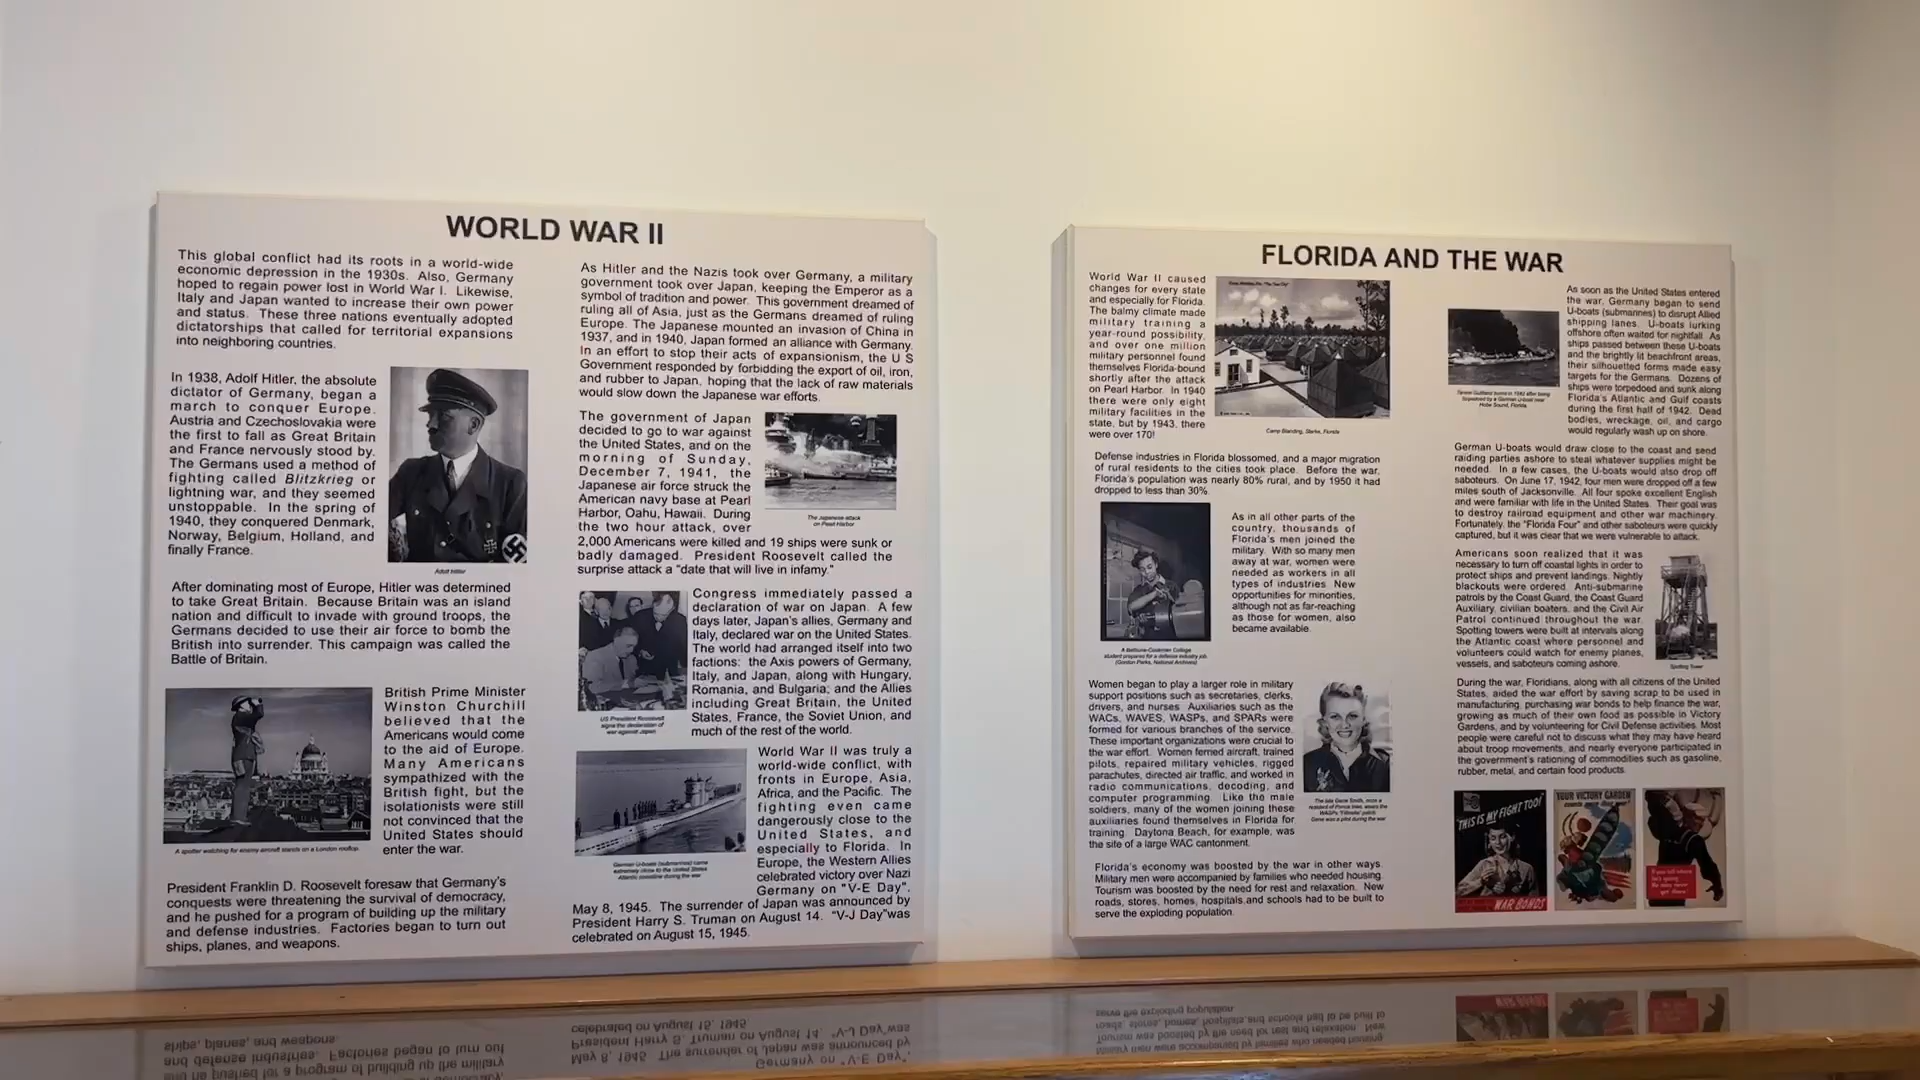 WORLD WAR II
This global conflict had its roots in a world-wide
economic depression in the 1930s. Also, Germany
hoped to regain power lost in World War I. Likewise,
Italy and Japan wanted to increase their own power
and status. These three nations eventually adopted
dictatorships that called for territorial expansions
into neighboring countries.
In 1938, Adolf Hitler, the absolute
dictator of Germany, began a
march to conquer Europe.
Austria and Czechoslovakia were
the first to fall as Great Britain
and France nervously stood by.
The Germans used a method of
fighting called Blitzkrieg or
lightning war, and they seemed
unstoppable. In the spring of
1940, they conquered Denmark,
Norway, Belgium, Holland, and
finally France.
Adolf Hitler
After dominating most of Europe, Hitler was determined
to take Great Britain. Because Britain was an island
nation and difficult to invade with ground troops, the
Germans decided to use their air force to bomb the
British into surrender. This campaign was called the
Battle of Britain.
British Prime Minister
Winston Churchill
believed that the
Americans would come
to the aid of Europe.
Many Americans
sympathized with the
British fight, but the
isolationists were still
not convinced that the
United States should
enter the war.
A spotter watching for enemy aircraft stands on a London rooftop.
President Franklin D. Roosevelt foresaw that Germany's
conquests were threatening the survival of democracy,
and he pushed for a program of building up the military
and defense industries. Factories began to turn out
ships, planes, and weapons.
As Hitler and the Nazis took over Germany, a military
government took over Japan, keeping the Emperor as a
symbol of tradition and power. This government dreamed of
ruling all of Asia, just as the Germans dreamed of ruling
Europe. The Japanese mounted an invasion of China in
1937, and in 1940, Japan formed an alliance with Germany.
In an effort to stop their acts of expansionism, the U S
Government responded by forbidding the export of oil, iron,
and rubber to Japan, hoping that the lack of raw materials
would slow down the Japanese war efforts.
The government of Japan
decided to go to war against
the United States, and on the
morning of Sunday,
December 7, 1941, the
Japanese air force struck the
American navy base at Pearl
Harbor, Oahu, Hawaii. During
the two hour attack, over
2,000 Americans were killed and 19 ships were sunk or
badly damaged. President Roosevelt called the
surprise attack a "date that will live in infamy."
The Japanese attack
on Pearl Harbor
Congress immediately passed a
declaration of war on Japan. A few
days later, Japan's allies, Germany and
Italy, declared war on the United States.
The world had arranged itself into two
factions: the Axis powers of Germany,
Italy, and Japan, along with Hungary,
Romania, and Bulgaria; and the Allies
including Great Britain, the United
States, France, the Soviet Union, and
much of the rest of the world.
US President Roosevelt
signs the declaration of
war against Japan
World War II was truly a
world-wide conflict, with
fronts in Europe, Asia,
Africa, and the Pacific. The
fighting even came
dangerously close to the
United States, and
especially to Florida. In
Europe, the Western Allies
celebrated victory over Nazi
Germany on "V-E Day",
May 8, 1945. The surrender of Japan was announced by
President Harry S. Truman on August 14. "V-J Day"was
celebrated on August 15, 1945.
German U-boats (submarines) came
extremely close to the United States
Atlantic coastline during the war
FLORIDA AND THE WAR
World War II caused
changes for every state
and especially for Florida.
The balmy climate made
military training a
year-round possibility,
and over one million
military personnel found
themselves Florida-bound
shortly after the attack
on Pearl Harbor. In 1940
there were only eight
military facilities in the
state, but by 1943, there
were over 170!
Camp Blanding, Starke, Florida
Defense industries in Florida blossomed, and a major migration
of rural residents to the cities took place. Before the war,
Florida's population was nearly 80% rural, and by 1950 it had
dropped to less than 30%.
As in all other parts of the
country, thousands of
Florida's men joined the
military. With so many men
away at war, women were
needed as workers in all
types of industries. New
opportunities for minorities,
although not as far-reaching
as those for women, also
became available.
A Bethune-Cookman College
student prepares for a defense industry job.
(Gordon Parks, National Archives)
Women began to play a larger role in military
support positions such as secretaries, clerks,
drivers, and nurses. Auxiliaries such as the
WACs, WAVES, WASPs, and SPARs were
formed for various branches of the service.
These important organizations were crucial to
the war effort. Women ferried aircraft, trained
pilots, repaired military vehicles, rigged
parachutes, directed air traffic, and worked in
radio communications, decoding, and
computer programming. Like the male
soldiers, many of the women joining these
auxiliaries found themselves in Florida for
training. Daytona Beach, for example, was
the site of a large WAC cantonment.
Florida's economy was boosted by the war in other ways.
Military men were accompanied by families who needed housing.
Tourism was boosted by the need for rest and relaxation. New
roads, stores, homes, hospitals and schools had to be built to
serve the exploding population.
As soon as the United States entered
the war, Germany began to send
U-boats (submarines) to disrupt Allied
shipping lanes. U-boats lurking
offshore often waited for nightfall. As
ships passed between these U-boats
and the brightly lit beachfront areas,
their silhouetted forms made easy
targets for the Germans. Dozens of
ships were torpedoed and sunk along
Florida's Atlantic and Gulf coasts
during the first half of 1942. Dead
bodies, wreckage, oil, and cargo
would regularly wash up on shore.
German U-boats would draw close to the coast and send
raiding parties ashore to steal whatever supplies might be
needed. In a few cases, the U-boats would also drop off
saboteurs. On June 17, 1942, four men were dropped off a few
miles south of Jacksonville. All four spoke excellent English
and were familiar with life in the United States. Their goal was
to destroy railroad equipment and other war machinery.
Fortunately, the "Florida Four" and other saboteurs were quickly
captured, but it was clear that we were vulnerable to attack.
Americans soon realized that it was
necessary to turn off coastal lights in order to
protect ships and prevent landings. Nightly
blackouts were ordered. Anti-submarine
patrols by the Coast Guard, the Coast Guard
Auxiliary, civilian boaters, and the Civil Air
Patrol continued throughout the war.
Spotting towers were built at intervals along
the Atlantic coast where personnel and
volunteers could watch for enemy planes,
vessels, and saboteurs coming ashore.
Spotting Tower
During the war, Floridians, along with all citizens of the United
States, aided the war effort by saving scrap to be used in
manufacturing, purchasing war bonds to help finance the war,
growing as much of their own food as possible in Victory
Gardens, and by volunteering for Civil Defense activities. Most
people were careful not to discuss what they may have heard
about troop movements, and nearly everyone participated in
the government's rationing of commodities such as gasoline,
rubber, metal, and certain food products.
THIS IS MY FIGHT TOO!
WAR BONDS
YOUR VICTORY GARDEN